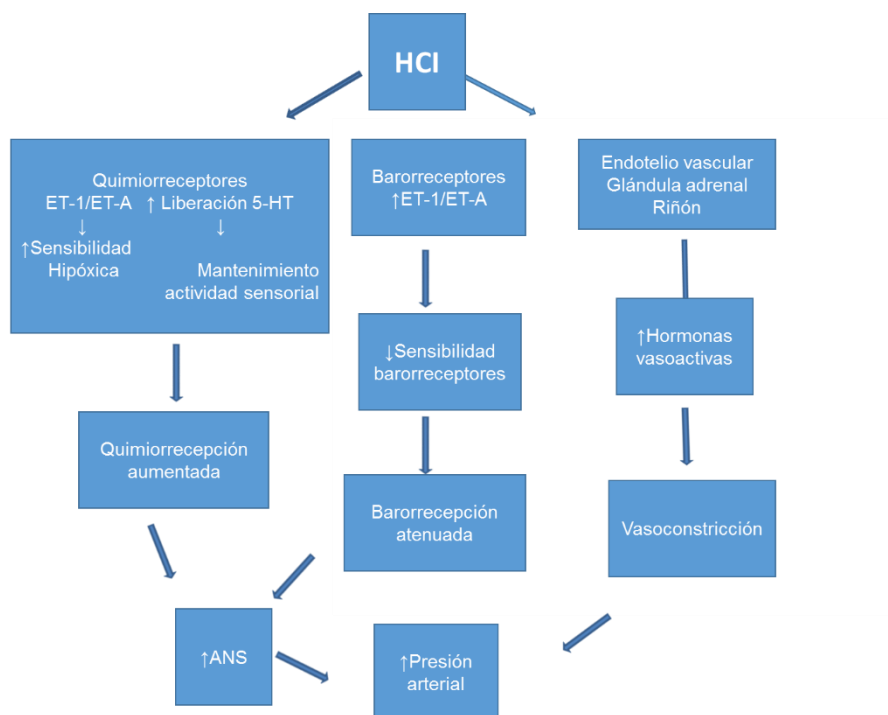 HCI
Quimiorreceptores
ET-1/ET-A ↑ Liberación 5-HT
↓ ↓
↑Sensibilidad
Hipóxica Mantenimiento
actividad sensorial
Barorreceptores
↑ET-1/ET-A
Endotelio vascular
Glándula adrenal
Riñón
↓Sensibilidad
barorreceptores
↑Hormonas
vasoactivas
Quimiorrecepción
aumentada
Barorrecepción
atenuada
Vasoconstricción
↑ANS
↑Presión
arterial